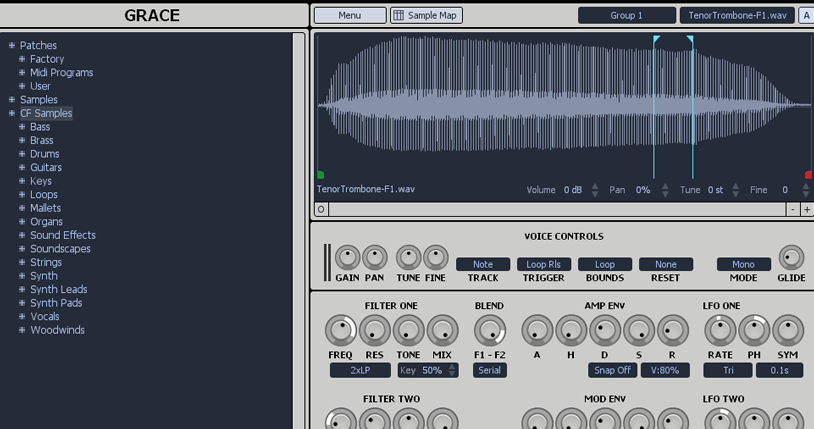 GRACE
Menu Sample Map Group 1 TenorTrombone-F1.wav A
Patches
Factory
Midi Programs
User
Samples
CF Samples
Bass
Brass
Drums
Guitars
Keys
Loops
Mallets
Organs
Sound Effects
Soundscapes
Strings
Synth
Synth Leads
Synth Pads
Vocals
Woodwinds
TenorTrombone-F1.wav Volume 0 dB Pan 0% Tune 0 st Fine 0
O - +
VOICE CONTROLS
Note Loop Rls Loop None Mono
GAIN PAN TUNE FINE TRACK TRIGGER BOUNDS RESET MODE GLIDE
FILTER ONE BLEND AMP ENV LFO ONE
FREQ RES TONE MIX F1 - F2 A H D S R RATE PH SYM
2xLP Key 50% Serial Snap Off V:80% Tri 0.1s
FILTER TWO MOD ENV LFO TWO